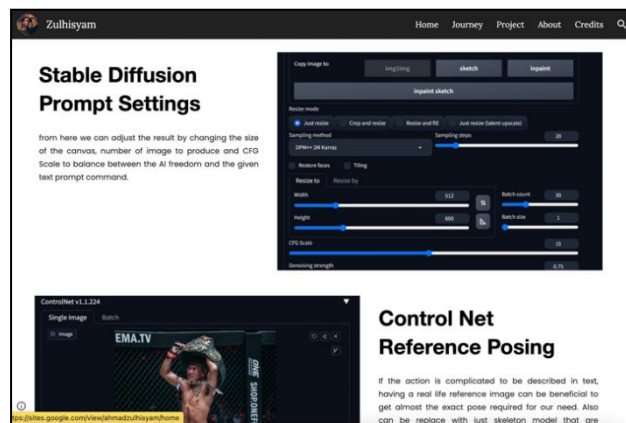 Zulhisyam
Home Journey Project About Credits
Stable Diffusion
Prompt Settings
from here we can adjust the result by changing the size
of the canvas, number of image to produce and CFG
Scale to balance between the AI freedom and the given
text prompt command.
Copy image to:
img2img sketch inpaint
inpaint sketch
Resize mode
Just resize Crop and resize Resize and fill Just resize (latent upscale)
Sampling method Sampling steps 20
DPM++ 2M Karras
Restore faces Tiling
Resize to Resize by
Width 512 Batch count 30
Height 600 Batch size 1
CFG Scale 15
Denoising strength 0.75
ControlNet v1.1.224
Single Image Batch
Image
EMA.TV
ONE SHOP.ONEF
Control Net
Reference Posing
If the action is complicated to be described in text,
having a real life reference image can be beneficial to
get almost the exact pose required for our need. Also
can be replace with just skeleton model that are
tps://sites.google.com/view/ahmadzulhisyam/home